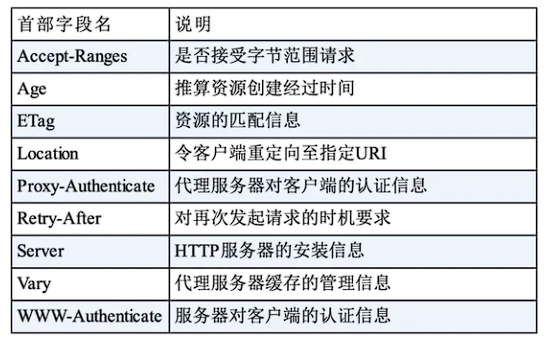 首部字段名 说明
Accept-Ranges 是否接受字节范围请求
Age 推算资源创建经过时间
ETag 资源的匹配信息
Location 令客户端重定向至指定URI
Proxy-Authenticate 代理服务器对客户端的认证信息
Retry-After 对再次发起请求的时机要求
Server HTTP服务器的安装信息
Vary 代理服务器缓存的管理信息
WWW-Authenticate 服务器对客户端的认证信息